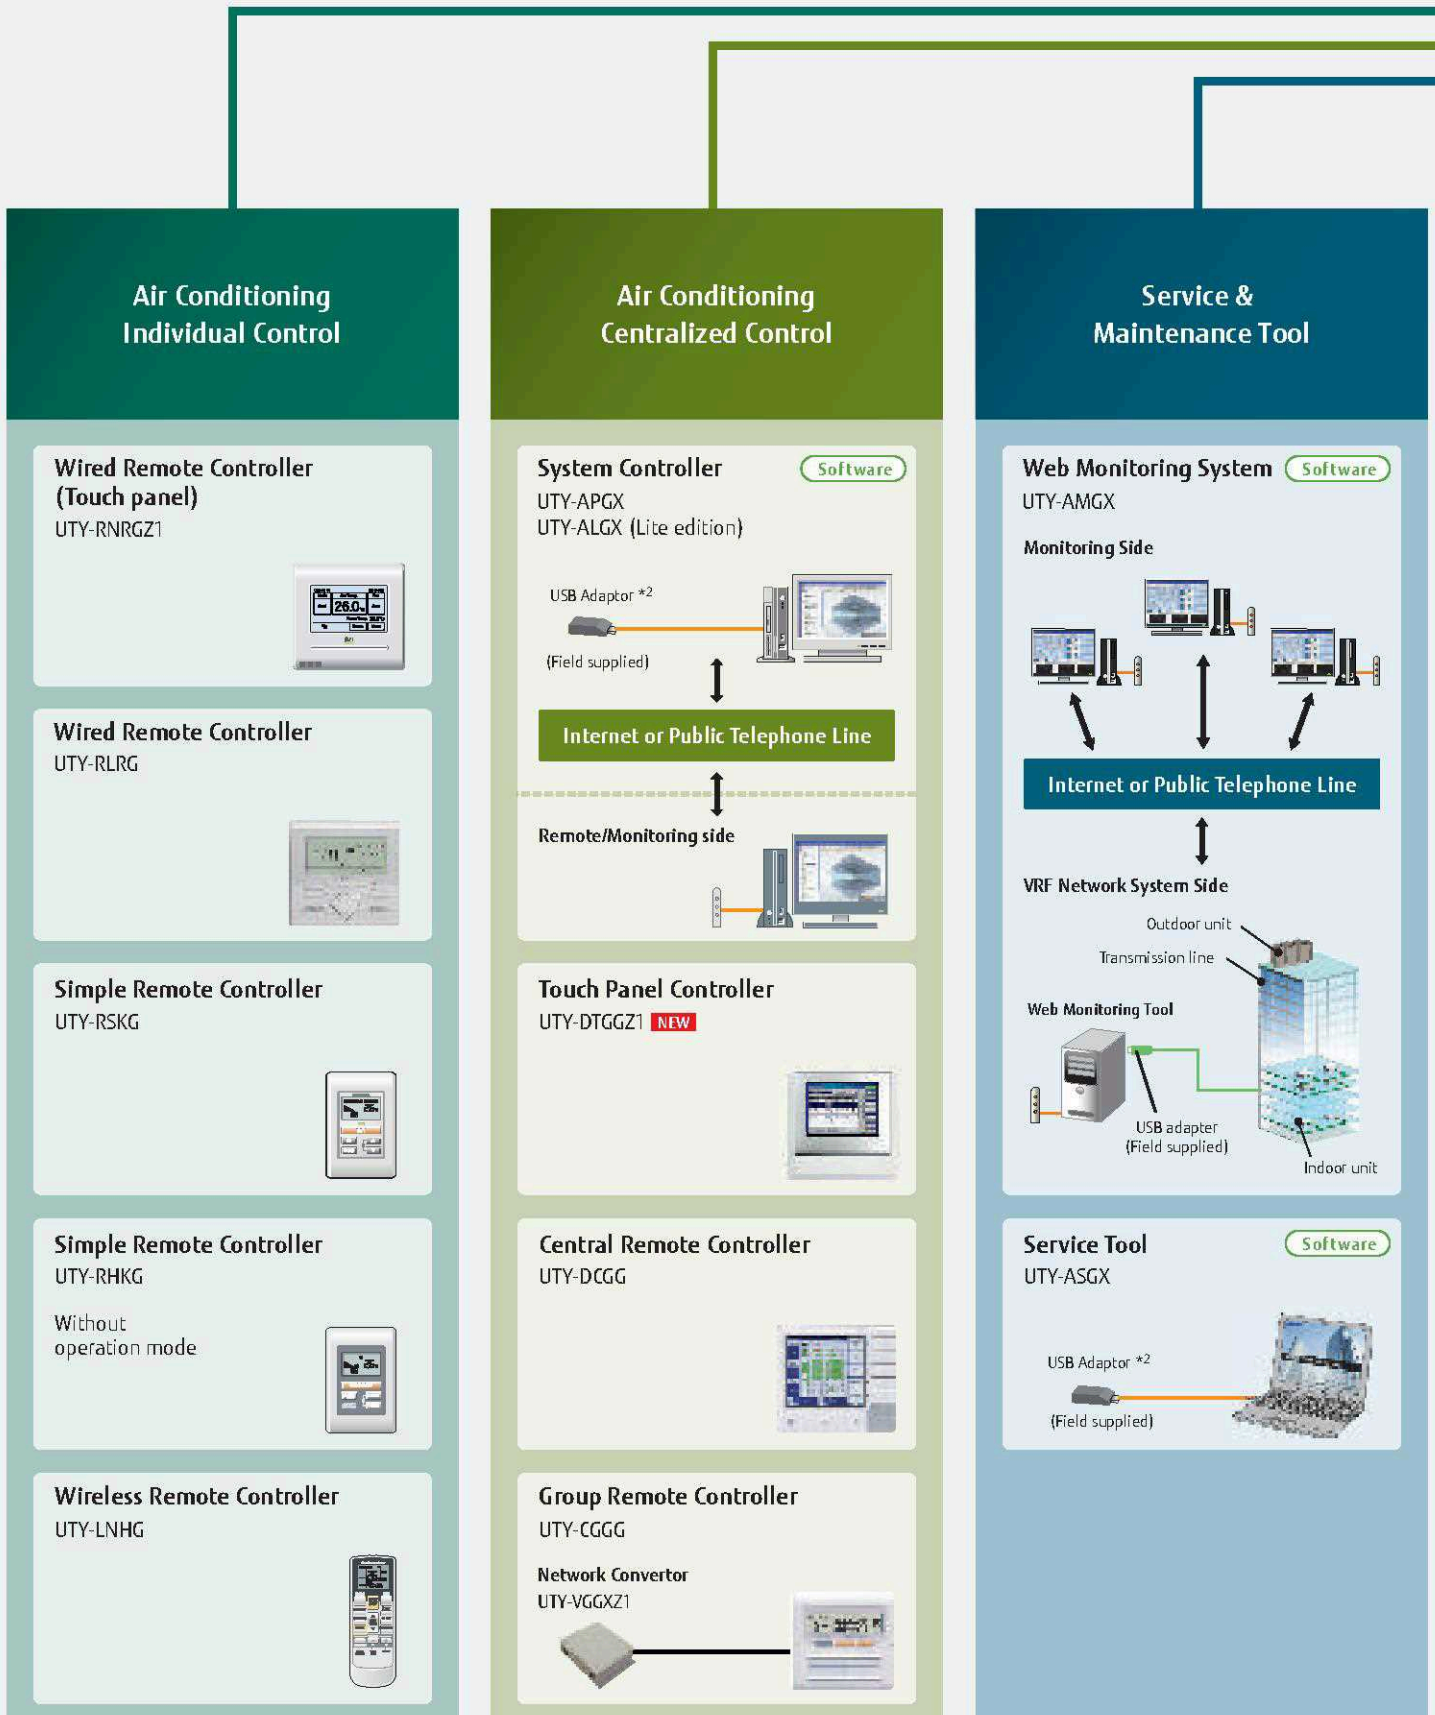 Air Conditioning
Individual Control
Wired Remote Controller
(Touch panel)
UTY-RNRGZ1
26.0
Wired Remote Controller
UTY-RLRG
Simple Remote Controller
UTY-RSKG
Simple Remote Controller
UTY-RHKG
Without
operation mode
Wireless Remote Controller
UTY-LNHG
Air Conditioning
Centralized Control
System Controller
Software
UTY-APGX
UTY-ALGX (Lite edition)
USB Adaptor *2
(Field supplied)
Internet or Public Telephone Line
Remote/Monitoring side
Touch Panel Controller
UTY-DTGGZ1 NEW
Central Remote Controller
UTY-DCGG
Group Remote Controller
UTY-CGGG
Network Convertor
UTY-VGGXZ1
Service &
Maintenance Tool
Web Monitoring System
Software
UTY-AMGX
Monitoring Side
Internet or Public Telephone Line
VRF Network System Side
Outdoor unit
Transmission line
Web Monitoring Tool
USB adapter
(Field supplied)
Indoor unit
Service Tool
Software
UTY-ASGX
USB Adaptor *2
(Field supplied)